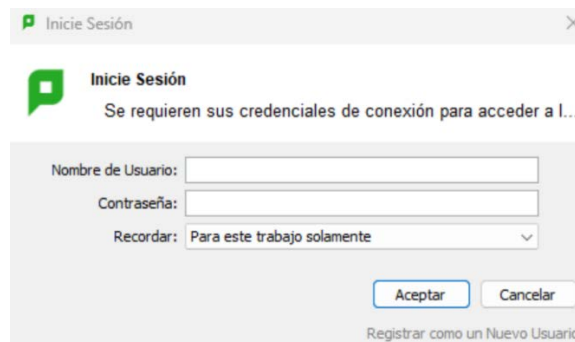 Inicie Sesión
Inicie Sesión
Se requieren sus credenciales de conexión para acceder a l...
Nombre de Usuario:
Contraseña:
Recordar: Para este trabajo solamente
Aceptar Cancelar
Registrar como un Nuevo Usuario